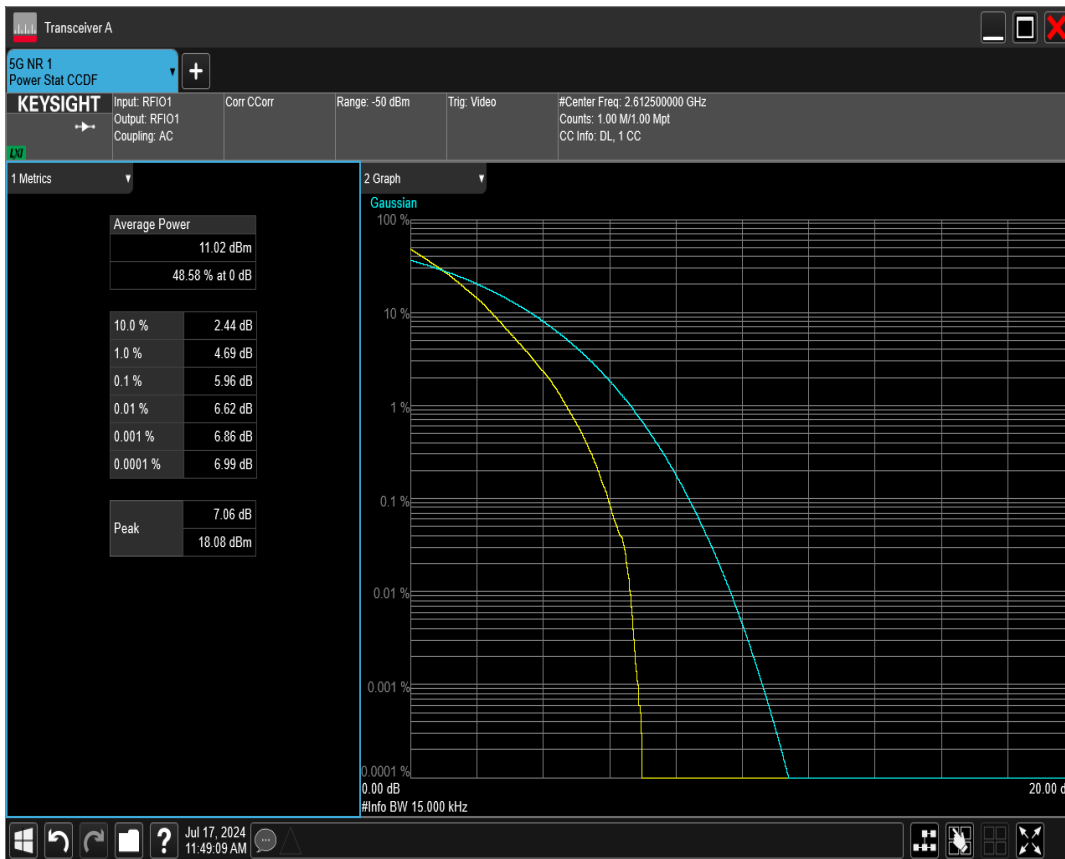 Transceiver A
5G NR 1
Power Stat CCDF
+
KEYSIGHT
LXI
Input: RFIO1
Output: RFIO1
Coupling: AC
Corr CCorr
Range: -50 dBm
Trig: Video
#Center Freq: 2.612500000 GHz
Counts: 1.00 M/1.00 Mpt
CC Info: DL, 1 CC
1 Metrics
Average Power
11.02 dBm
48.58 % at 0 dB
10.0 % 2.44 dB
1.0 % 4.69 dB
0.1 % 5.96 dB
0.01 % 6.62 dB
0.001 % 6.86 dB
0.0001 % 6.99 dB
Peak 7.06 dB
18.08 dBm
2 Graph
Gaussian
100 %
10 %
1 %
0.1 %
0.01 %
0.001 %
0.0001 %
0.00 dB 20.00 d
#Info BW 15.000 kHz
?
Jul 17, 2024
11:49:09 AM